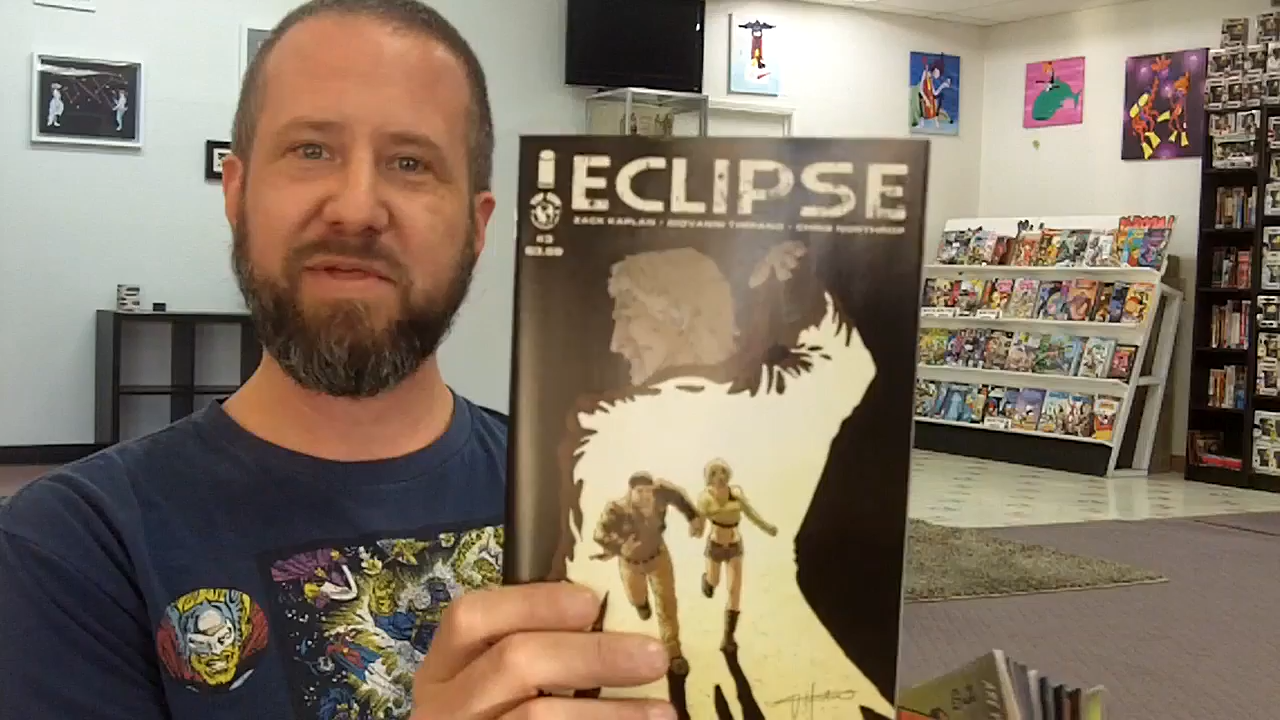 ECLIPSE
ZACK KAPLAN • GIOVANNI TIMPANO • CHRIS NORTHROP
#3
$3.99